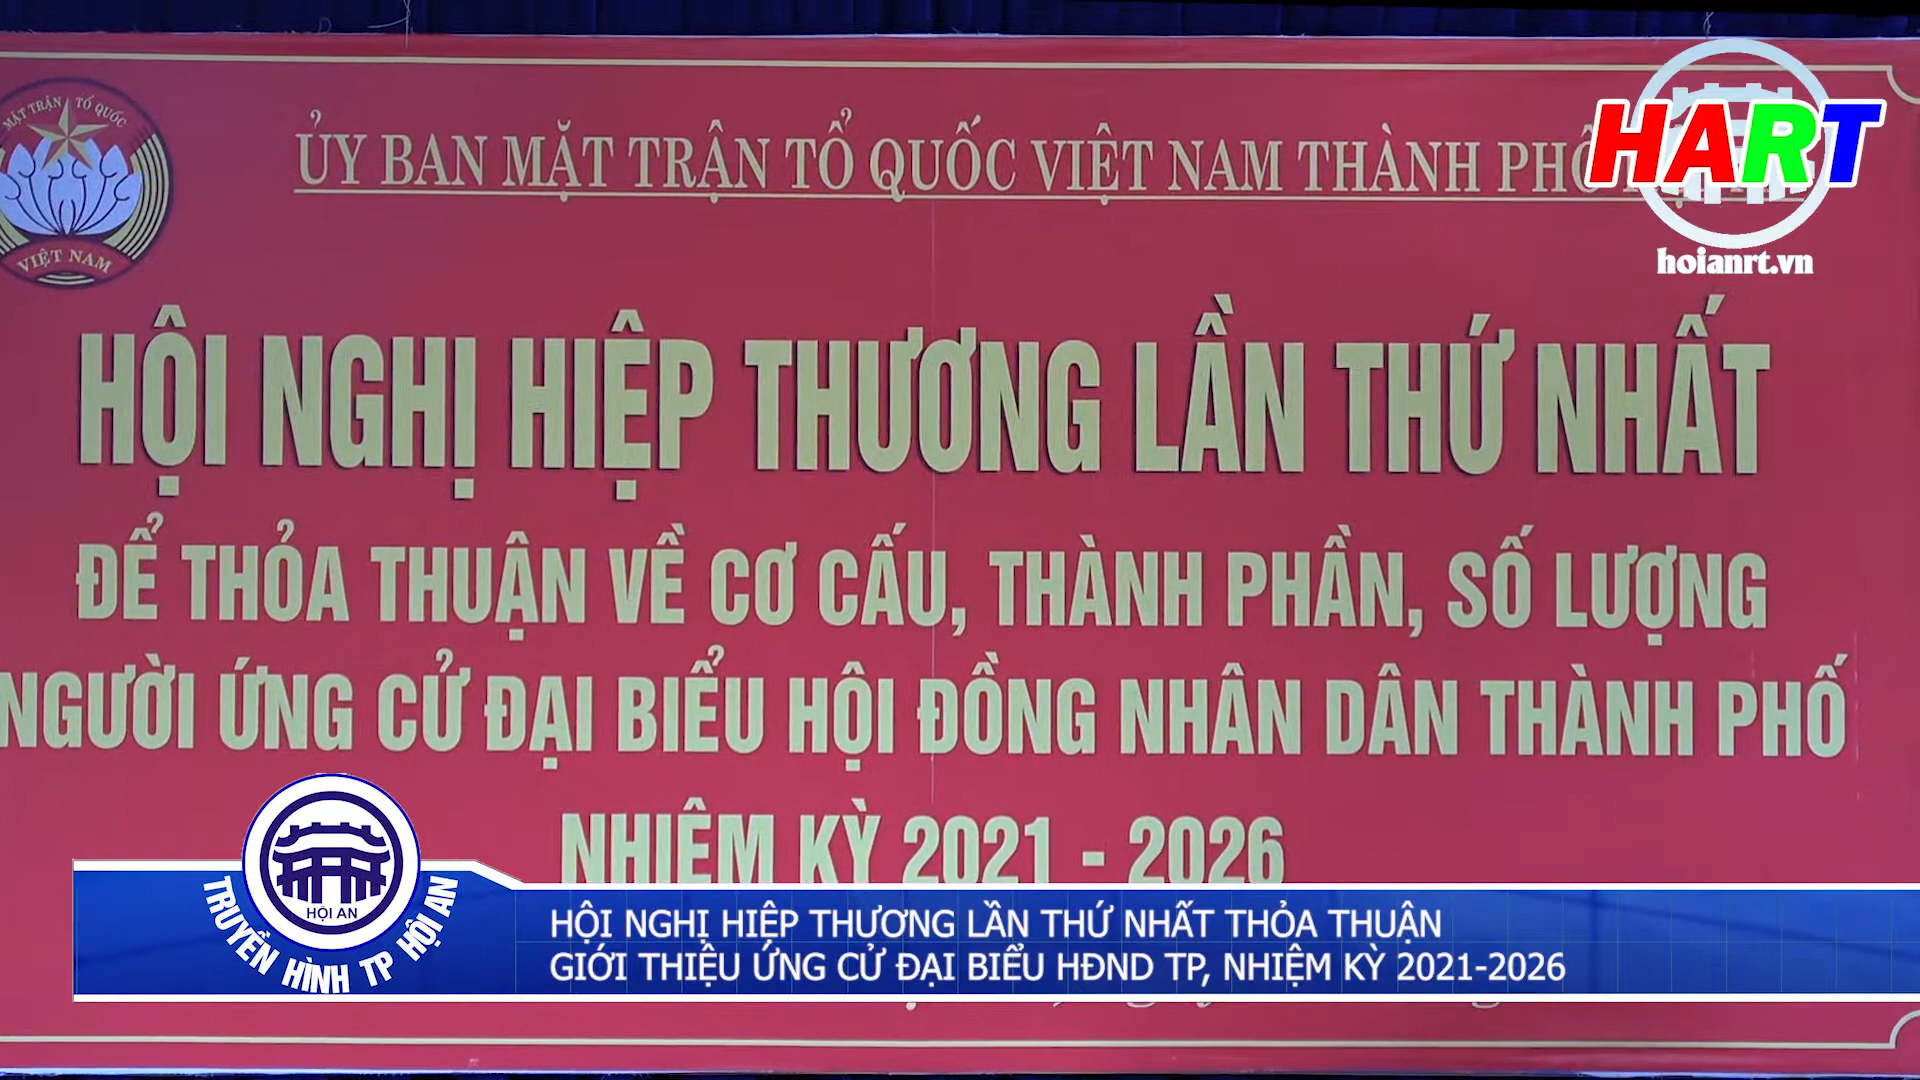 HART
hoianrt.vn
MẶT TRẬN TỔ QUỐC
VIỆT NAM
ỦY BAN MẶT TRẬN TỔ QUỐC VIỆT NAM THÀNH PHỐ
HỘI NGHỊ HIỆP THƯƠNG LẦN THỨ NHẤT
ĐỂ THỎA THUẬN VỀ CƠ CẤU, THÀNH PHẦN, SỐ LƯỢNG
NGƯỜI ỨNG CỬ ĐẠI BIỂU HỘI ĐỒNG NHÂN DÂN THÀNH PHỐ
NHIỆM KỲ 2021 - 2026
HỘI AN
TRUYỀN HÌNH TP HỘI AN
HỘI NGHỊ HIỆP THƯƠNG LẦN THỨ NHẤT THỎA THUẬN
GIỚI THIỆU ỨNG CỬ ĐẠI BIỂU HĐND TP, NHIỆM KỲ 2021-2026